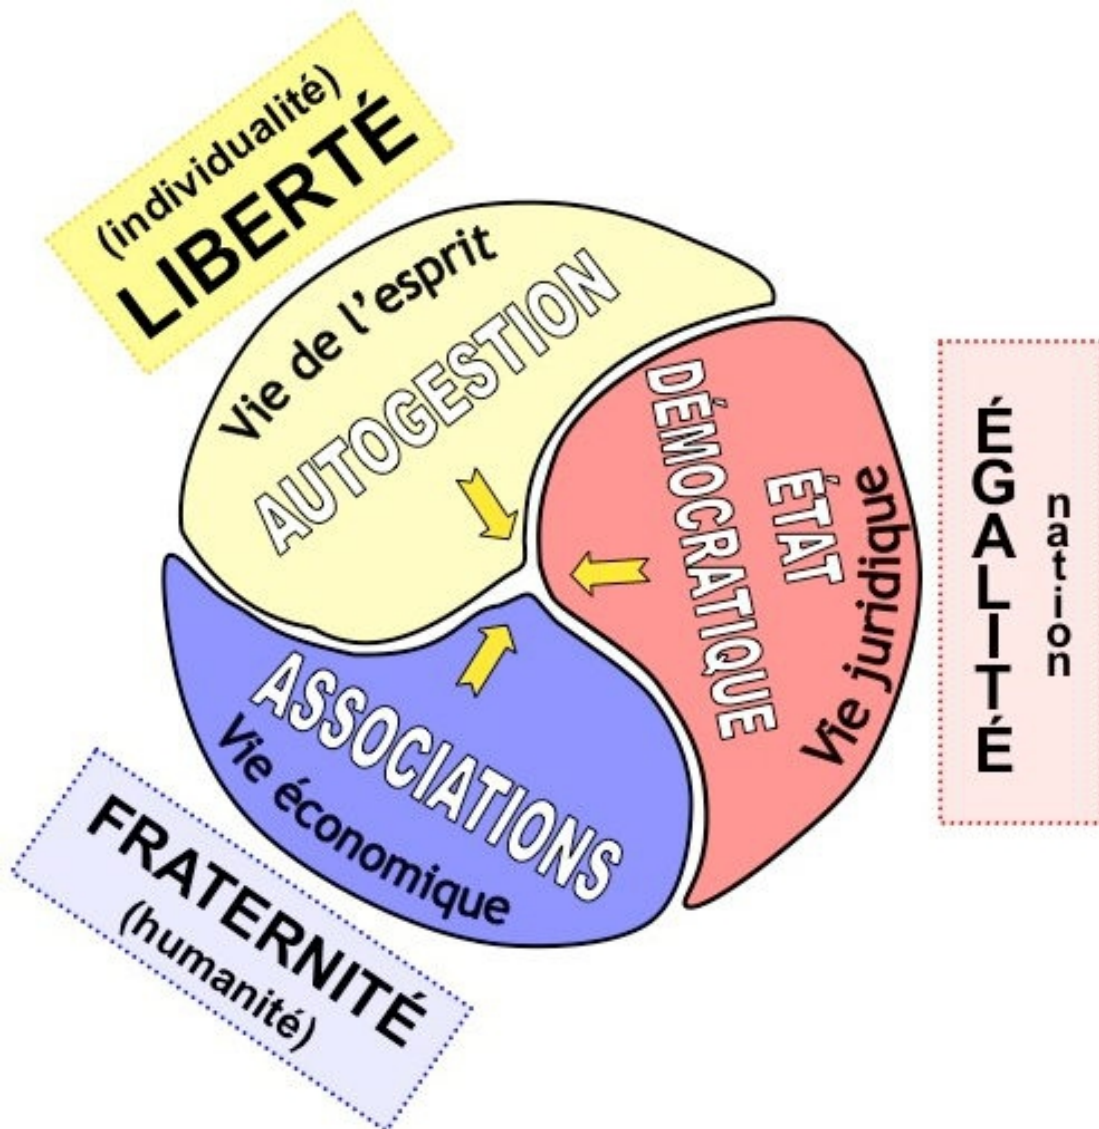 (individualité)
LIBERTÉ
Vie de l'esprit
AUTOGESTION
DÉMOCRATIQUE
ÉTAT
Vie juridique
ÉGALITÉ
nation
ASSOCIATIONS
Vie économique
FRATERNITÉ
(humanité)